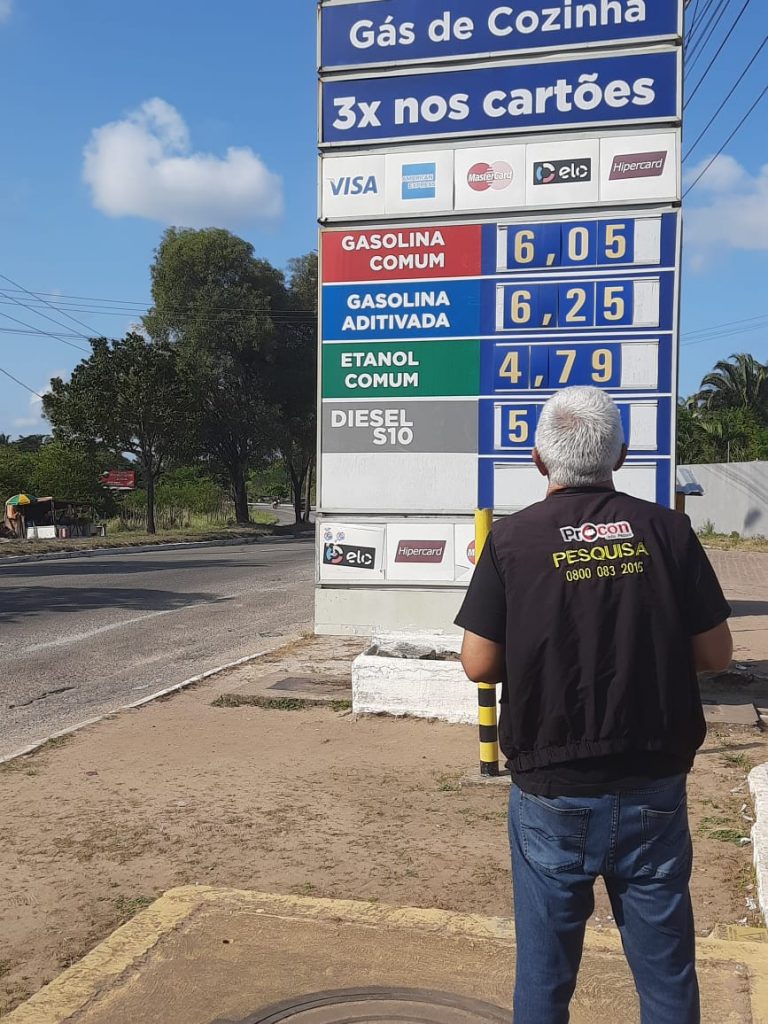 Gás de Cozinha
3x nos cartões
VISA AMERICAN EXPRESS MasterCard elo Hipercard
GASOLINA COMUM 6,05
GASOLINA ADITIVADA 6,25
ETANOL COMUM 4,79
DIESEL S10 5
elo Hipercard
Procon
PESQUISA
0800 083 2015